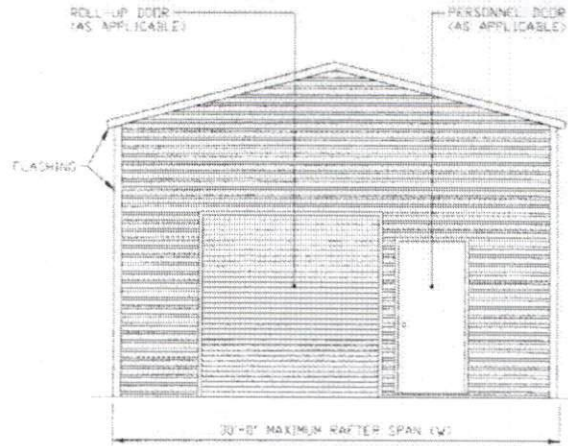 ROLL-UP DOOR
(AS APPLICABLE)
PERSONNEL DOOR
(AS APPLICABLE)
FLASHING
30'-0" MAXIMUM RAFTER SPAN (W)